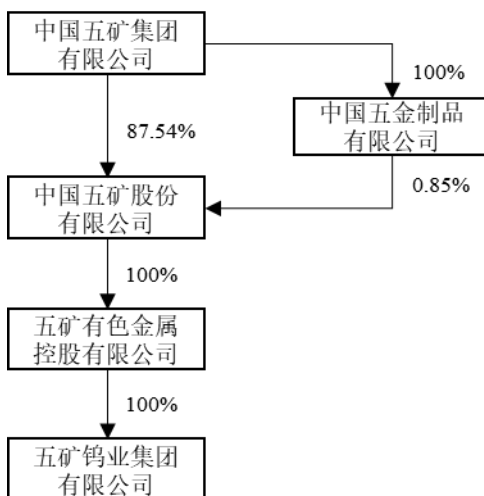 中国五矿集团
有限公司
100%
中国五金制品
有限公司
87.54%
0.85%
中国五矿股份
有限公司
100%
五矿有色金属
控股有限公司
100%
五矿钨业集团
有限公司